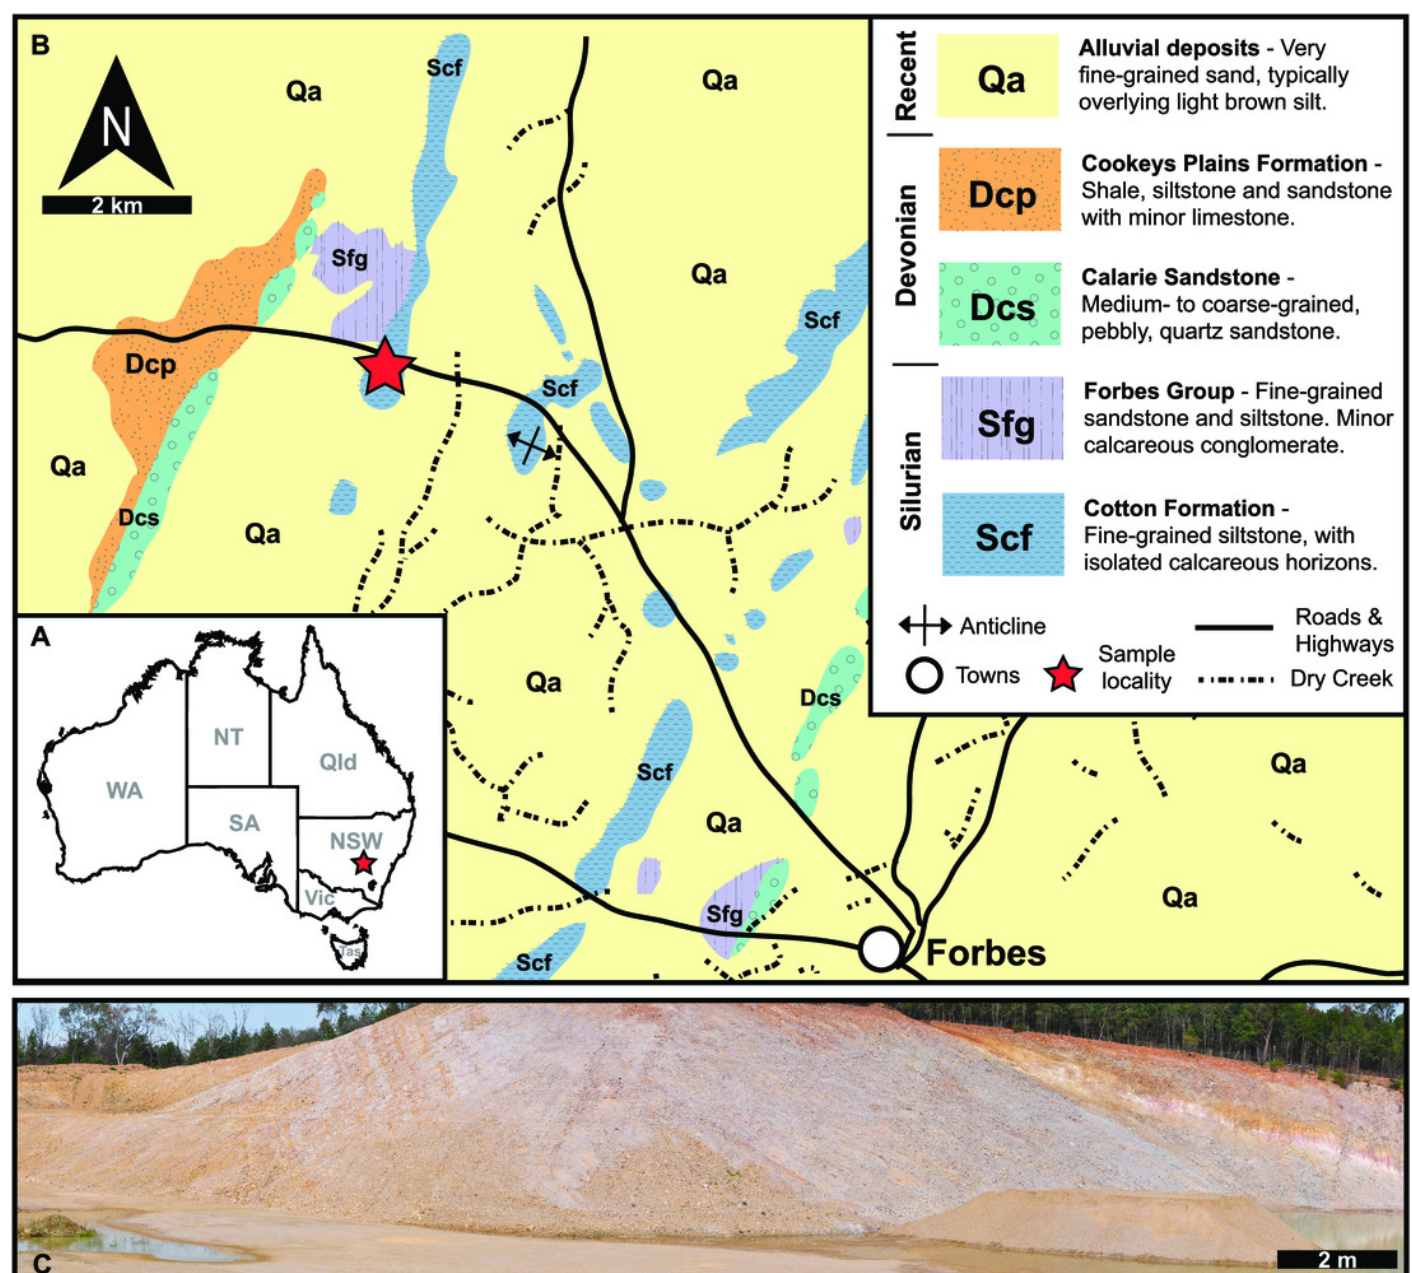 B
N
2 km
Qa
Scf
Qa
Sfg
Qa
Scf
Dcp
Scf
Qa
Dcs
Qa
Qa
Dcs
Scf
Qa
Sfg
Scf
Forbes
Qa
Qa
Recent
Qa
Alluvial deposits - Very
fine-grained sand, typically
overlying light brown silt.
Devonian
Dcp
Cookeys Plains Formation -
Shale, siltstone and sandstone
with minor limestone.
Dcs
Calarie Sandstone -
Medium- to coarse-grained,
pebbly, quartz sandstone.
Silurian
Sfg
Forbes Group - Fine-grained
sandstone and siltstone. Minor
calcareous conglomerate.
Scf
Cotton Formation -
Fine-grained siltstone, with
isolated calcareous horizons.
Anticline
Roads &
Highways
Towns
Sample
locality
Dry Creek
A
WA
NT
Qld
SA
NSW
Vic
Tas
C
2 m